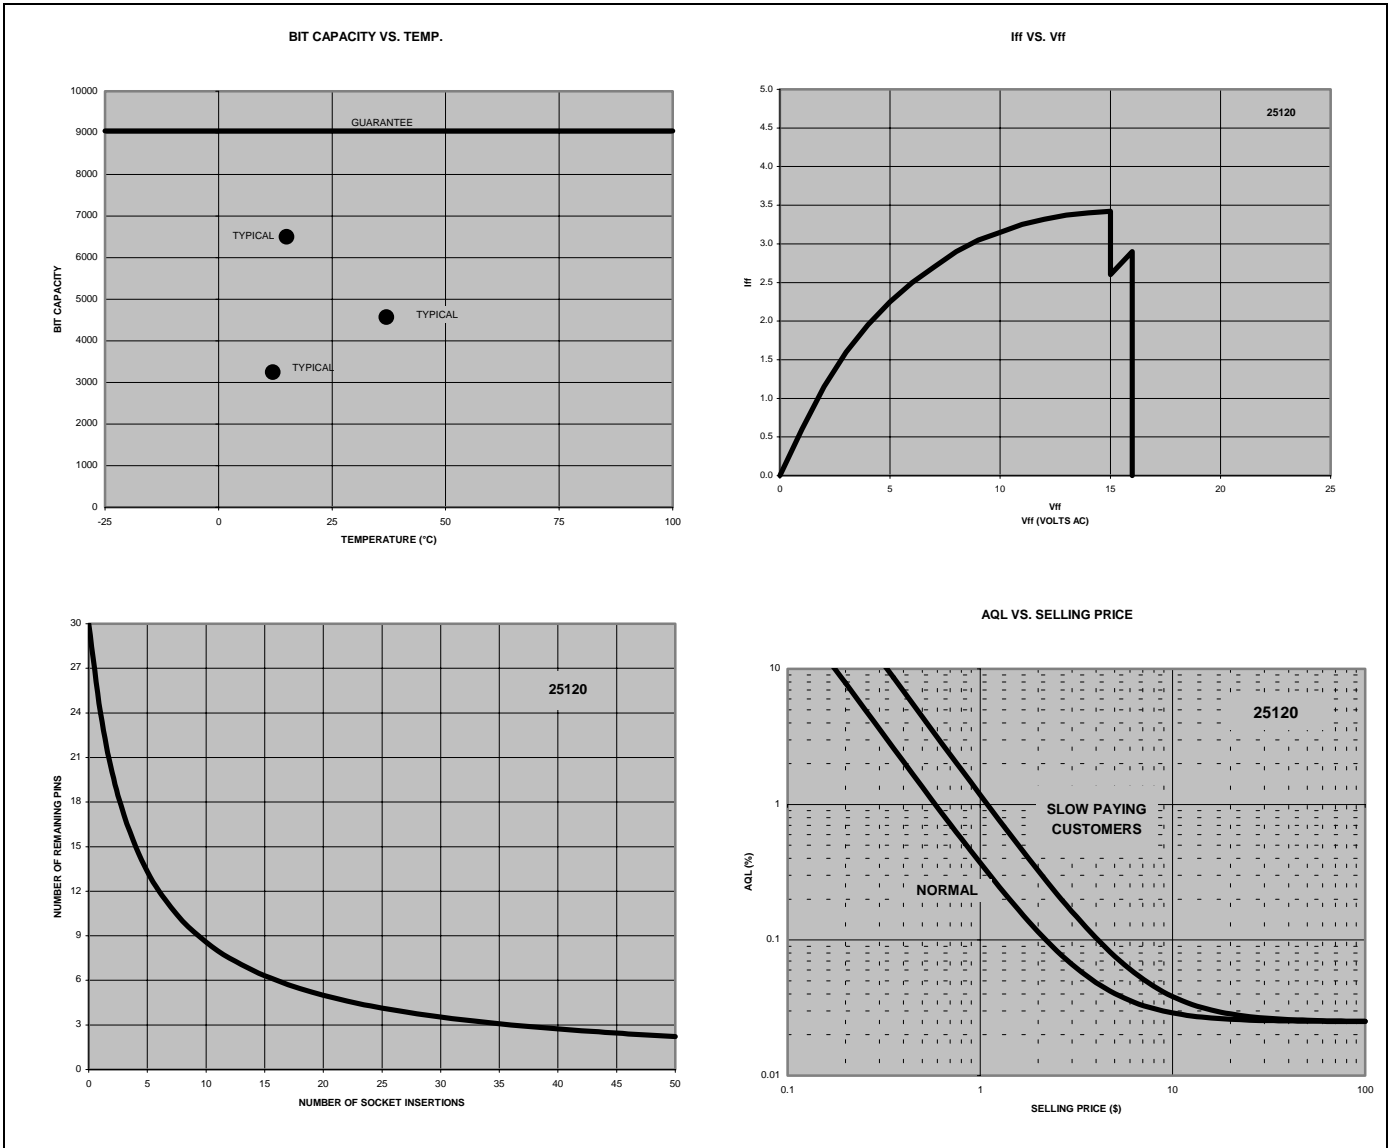 BIT CAPACITY VS. TEMP.
10000
9000
8000
7000
6000
5000
4000
3000
2000
1000
0
BIT CAPACITY
GUARANTEE
TYPICAL
TYPICAL
TYPICAL
-25 0 25 50 75 100
TEMPERATURE (°C)
Iff VS. Vff
5.0
4.5
4.0
3.5
3.0
2.5
2.0
1.5
1.0
0.5
0.0
Iff
25120
0 5 10 15 20 25
Vff
Vff (VOLTS AC)
30
27
24
21
18
15
12
9
6
3
0
NUMBER OF REMAINING PINS
25120
0 5 10 15 20 25 30 35 40 45 50
NUMBER OF SOCKET INSERTIONS
AQL VS. SELLING PRICE
10
1
0.1
0.01
AQL (%)
25120
SLOW PAYING
CUSTOMERS
NORMAL
0.1 1 10 100
SELLING PRICE ($)